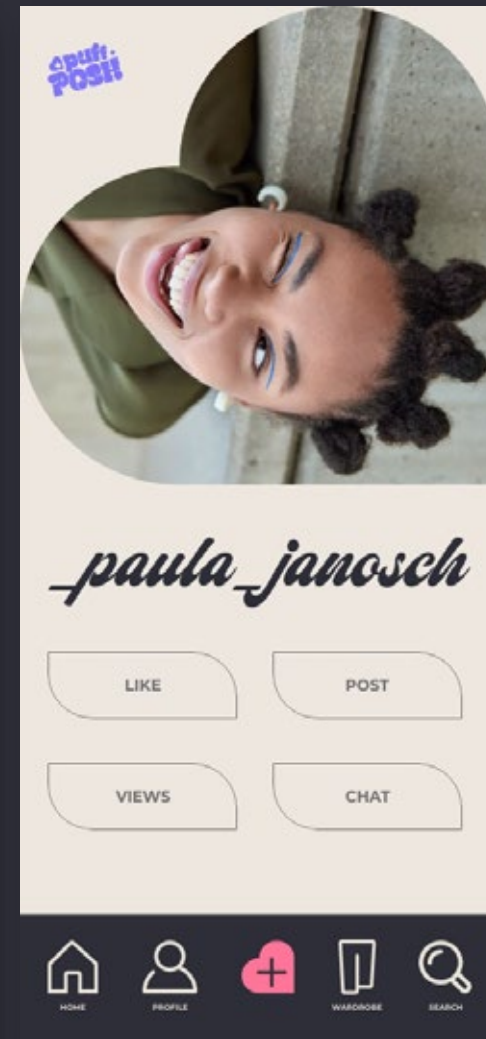 puff.
POSH
_paula_janosch
LIKE POST
VIEWS CHAT
HOME PROFILE WARDROBE SEARCH